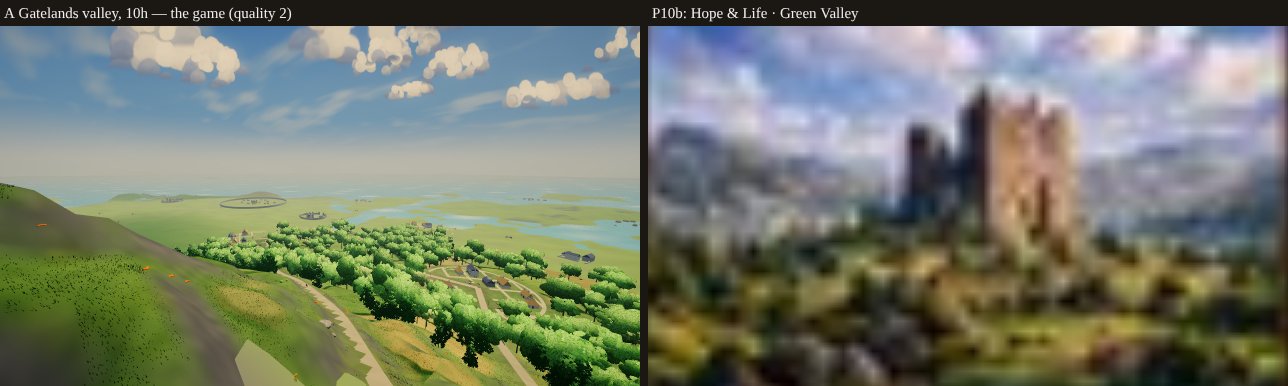 A Gatelands valley, 10h — the game (quality 2)
P10b: Hope & Life · Green Valley